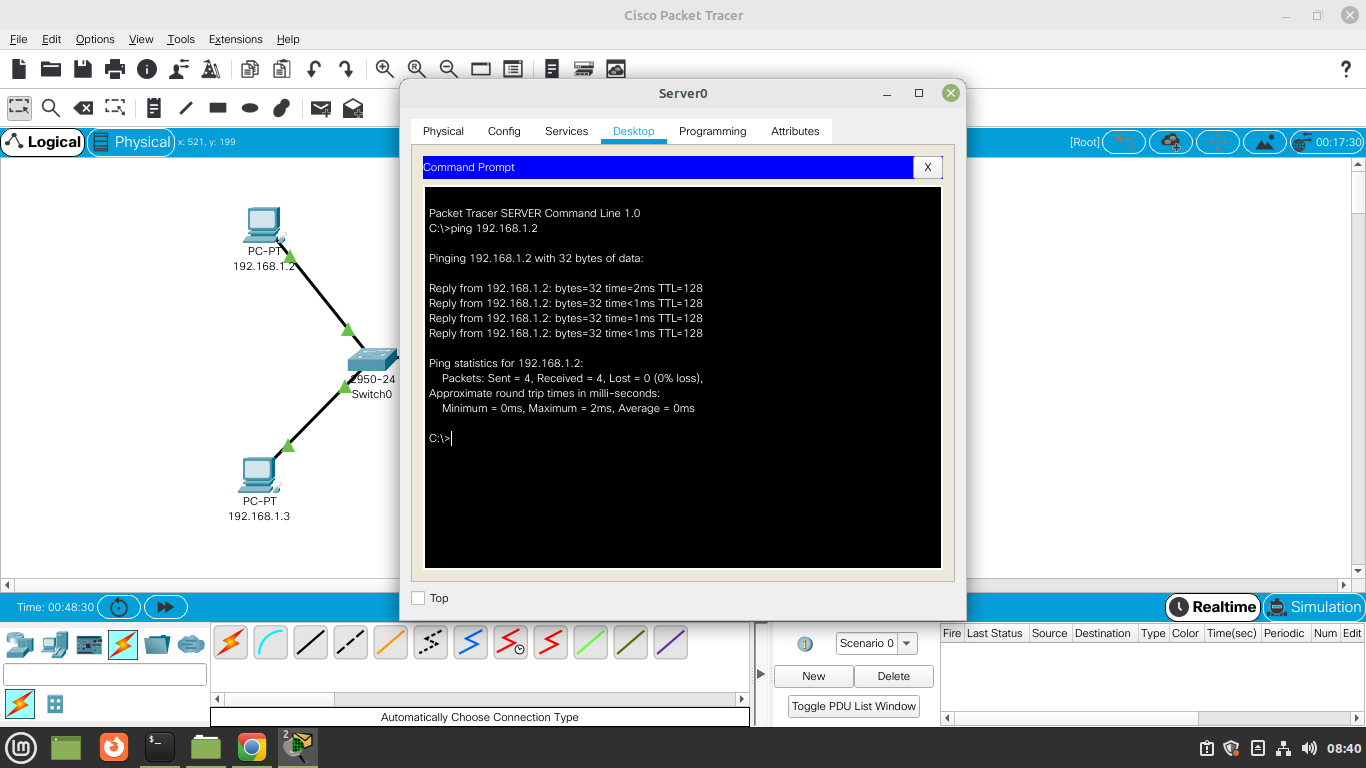 Cisco Packet Tracer
File Edit Options View Tools Extensions Help
Logical
Physical
x: 521, y: 199
[Root]
00:17:30
Server0
Physical Config Services Desktop Programming Attributes
Command Prompt
X
Packet Tracer SERVER Command Line 1.0
C:\>ping 192.168.1.2
Pinging 192.168.1.2 with 32 bytes of data:
Reply from 192.168.1.2: bytes=32 time=2ms TTL=128
Reply from 192.168.1.2: bytes=32 time<1ms TTL=128
Reply from 192.168.1.2: bytes=32 time=1ms TTL=128
Reply from 192.168.1.2: bytes=32 time<1ms TTL=128
Ping statistics for 192.168.1.2:
Packets: Sent = 4, Received = 4, Lost = 0 (0% loss),
Approximate round trip times in milli-seconds:
Minimum = 0ms, Maximum = 2ms, Average = 0ms
C:\>
Top
PC-PT
192.168.1.2
2950-24
Switch0
PC-PT
192.168.1.3
Time: 00:48:30
Realtime
Simulation
Automatically Choose Connection Type
1
Scenario 0
New
Delete
Toggle PDU List Window
Fire Last Status Source Destination Type Color Time(sec) Periodic Num Edit
2
08:40